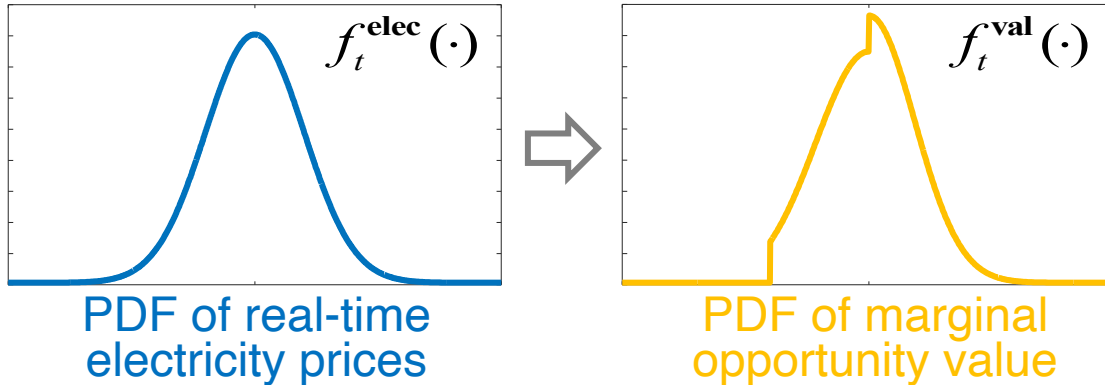 f_t^elec(·)
f_t^val(·)
PDF of real-time
electricity prices
PDF of marginal
opportunity value